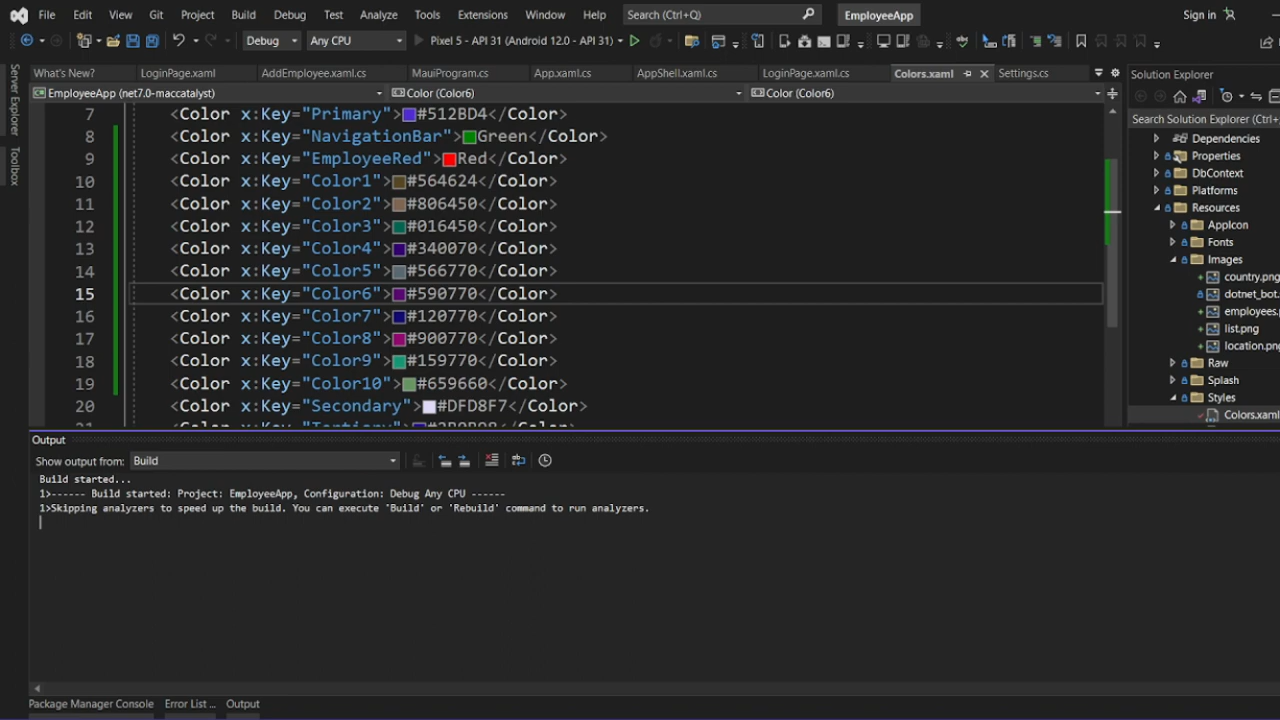 File Edit View Git Project Build Debug Test Analyze Tools Extensions Window Help Search (Ctrl+Q) EmployeeApp Sign in
Debug Any CPU Pixel 5 - API 31 (Android 12.0 - API 31)
What's New? LoginPage.xaml AddEmployee.xaml.cs MauiProgram.cs App.xaml.cs AppShell.xaml.cs LoginPage.xaml.cs Colors.xaml Settings.cs
EmployeeApp (net7.0-maccatalyst) Color (Color6) Color (Color6)
7 <Color x:Key="Primary">#512BD4</Color>
8 <Color x:Key="NavigationBar">Green</Color>
9 <Color x:Key="EmployeeRed">Red</Color>
10 <Color x:Key="Color1">#564624</Color>
11 <Color x:Key="Color2">#806450</Color>
12 <Color x:Key="Color3">#016450</Color>
13 <Color x:Key="Color4">#340070</Color>
14 <Color x:Key="Color5">#566770</Color>
15 <Color x:Key="Color6">#590770</Color>
16 <Color x:Key="Color7">#120770</Color>
17 <Color x:Key="Color8">#900770</Color>
18 <Color x:Key="Color9">#159770</Color>
19 <Color x:Key="Color10">#659660</Color>
20 <Color x:Key="Secondary">#DFD8F7</Color>
<Color x:Key="Tertiary"> </Color>
Server Explorer
Toolbox
Solution Explorer
Search Solution Explorer (Ctrl+
Dependencies
Properties
DbContext
Platforms
Resources
AppIcon
Fonts
Images
country.png
dotnet_bot.
employees.p
list.png
location.png
Raw
Splash
Styles
Colors.xaml
Output
Show output from: Build
Build started...
1>------ Build started: Project: EmployeeApp, Configuration: Debug Any CPU ------
1>Skipping analyzers to speed up the build. You can execute 'Build' or 'Rebuild' command to run analyzers.
Package Manager Console Error List ... Output